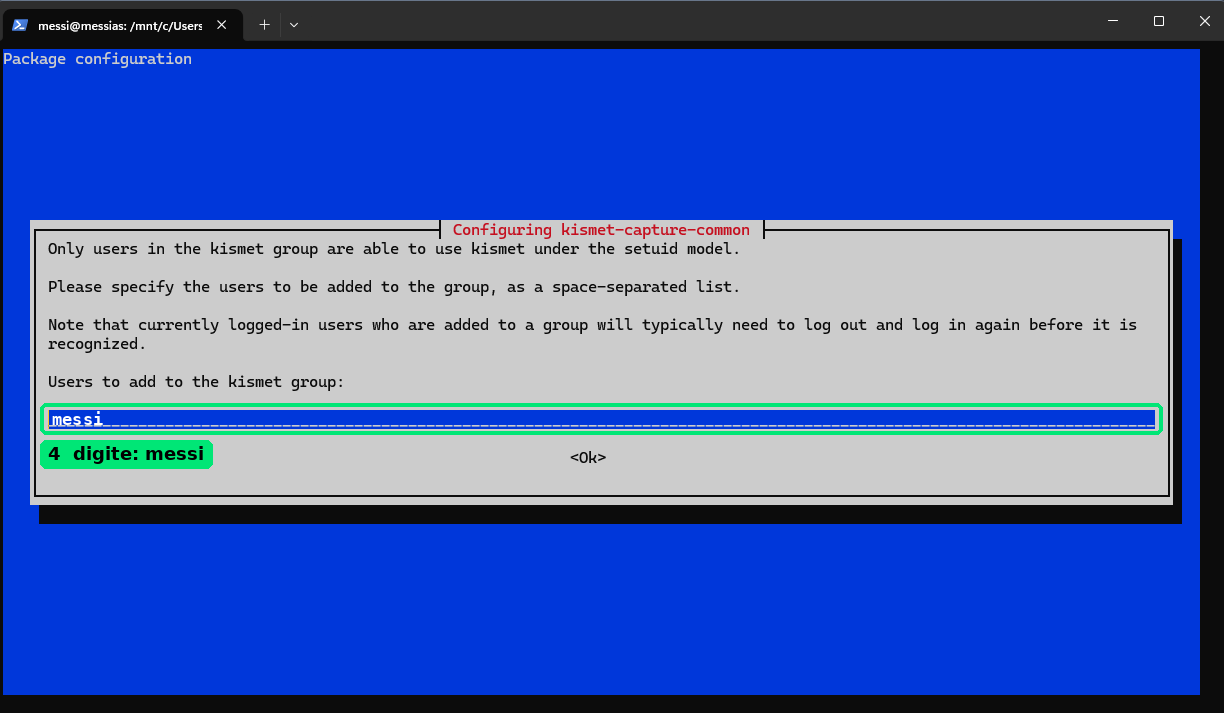 messi@messias: /mnt/c/Users
Package configuration
Configuring kismet-capture-common
Only users in the kismet group are able to use kismet under the setuid model.
Please specify the users to be added to the group, as a space-separated list.
Note that currently logged-in users who are added to a group will typically need to log out and log in again before it is
recognized.
Users to add to the kismet group:
messi
4 digite: messi
<Ok>